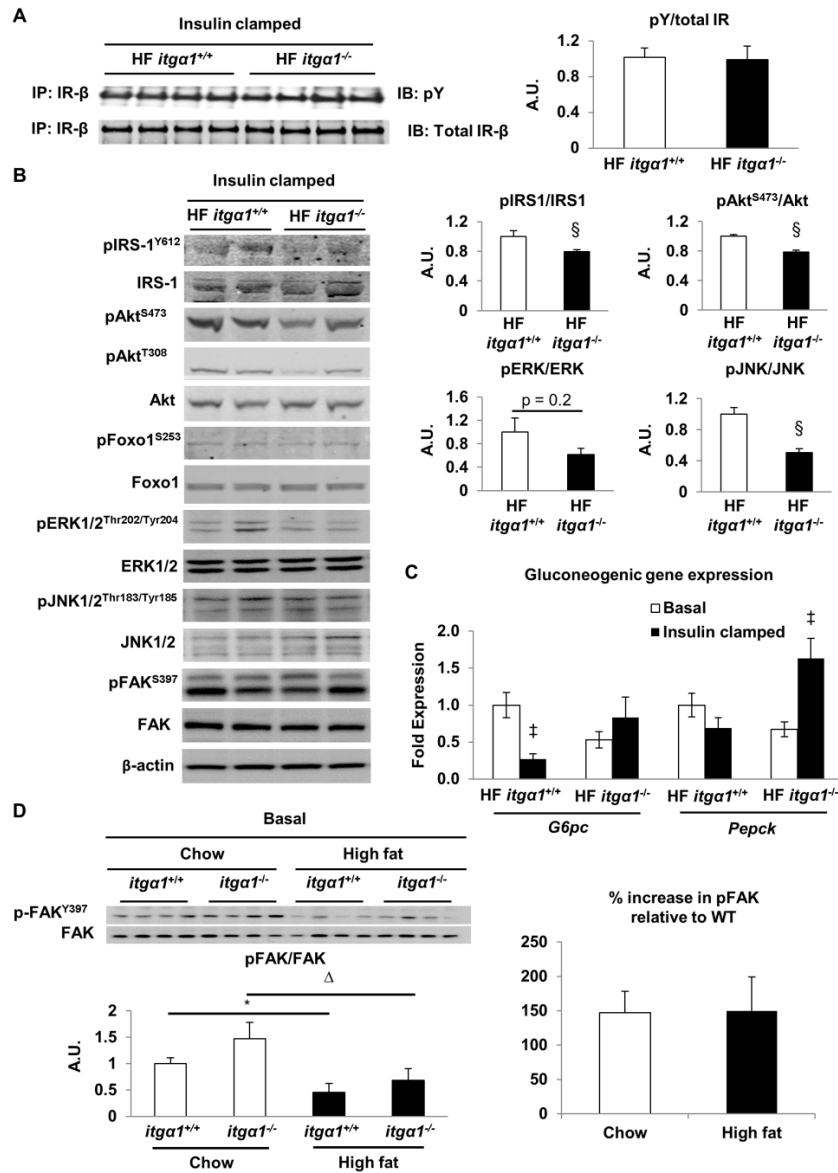 A
Insulin clamped
HF itgα1+/+ HF itgα1-/-
IP: IR-β IB: pY
IP: IR-β IB: Total IR-β
pY/total IR
A.U.
1.2
0.8
0.4
0
HF itgα1+/+ HF itgα1-/-
B
Insulin clamped
HF itgα1+/+ HF itgα1-/-
pIRS-1Y612
IRS-1
pAktS473
pAktT308
Akt
pFoxo1S253
Foxo1
pERK1/2Thr202/Tyr204
ERK1/2
pJNK1/2Thr183/Tyr185
JNK1/2
pFAKS397
FAK
β-actin
pIRS1/IRS1
A.U.
1.2
0.8
0.4
0.0
§
HF HF
itgα1+/+ itgα1-/-
pAktS473/Akt
A.U.
1.2
0.8
0.4
0.0
§
HF HF
itgα1+/+ itgα1-/-
pERK/ERK
A.U.
1.6
1.2
0.8
0.4
0.0
p = 0.2
HF HF
itgα1+/+ itgα1-/-
pJNK/JNK
A.U.
1.2
0.8
0.4
0.0
§
HF HF
itgα1+/+ itgα1-/-
C
Gluconeogenic gene expression
Basal
Insulin clamped
Fold Expression
2.0
1.5
1.0
0.5
0.0
‡
‡
HF itgα1+/+ HF itgα1-/- HF itgα1+/+ HF itgα1-/-
G6pc Pepck
D
Basal
Chow High fat
itgα1+/+ itgα1-/- itgα1+/+ itgα1-/-
p-FAKY397
FAK
pFAK/FAK
Δ
*
A.U.
2
1.5
1
0.5
0
itgα1+/+ itgα1-/- itgα1+/+ itgα1-/-
Chow High fat
% increase in pFAK
relative to WT
250
200
150
100
50
0
Chow High fat